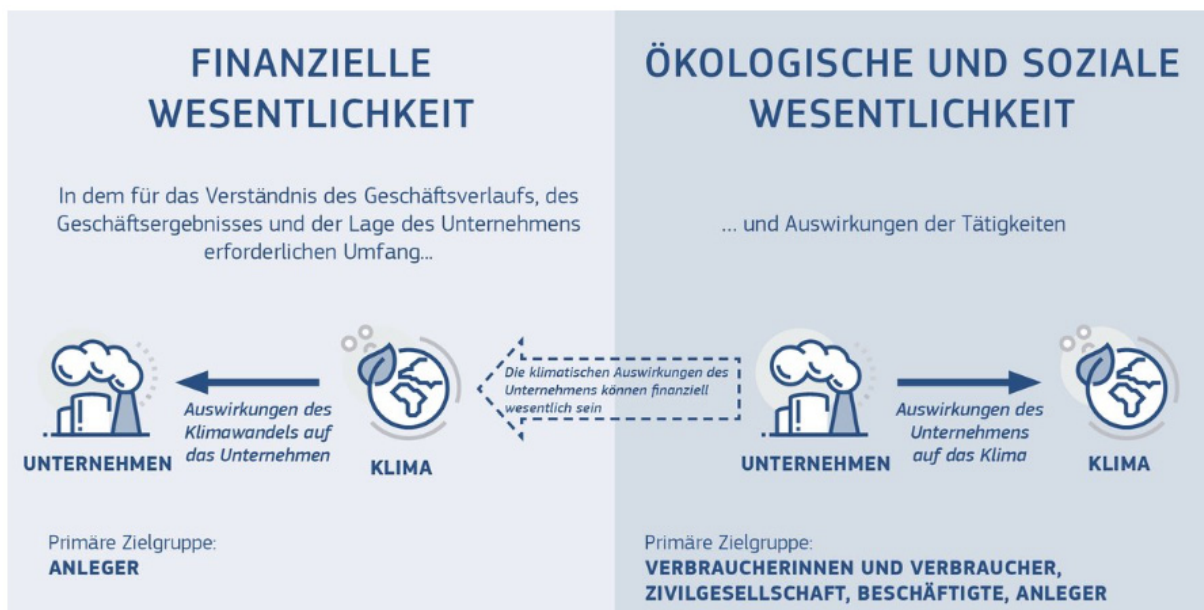 FINANZIELLE
WESENTLICHKEIT
In dem für das Verständnis des Geschäftsverlaufs, des
Geschäftsergebnisses und der Lage des Unternehmens
erforderlichen Umfang...
Auswirkungen des
Klimawandels auf
das Unternehmen
UNTERNEHMEN
KLIMA
Primäre Zielgruppe:
ANLEGER
Die klimatischen Auswirkungen des
Unternehmens können finanziell
wesentlich sein
ÖKOLOGISCHE UND SOZIALE
WESENTLICHKEIT
... und Auswirkungen der Tätigkeiten
Auswirkungen des
Unternehmens
auf das Klima
UNTERNEHMEN
KLIMA
Primäre Zielgruppe:
VERBRAUCHERINNEN UND VERBRAUCHER,
ZIVILGESELLSCHAFT, BESCHÄFTIGTE, ANLEGER